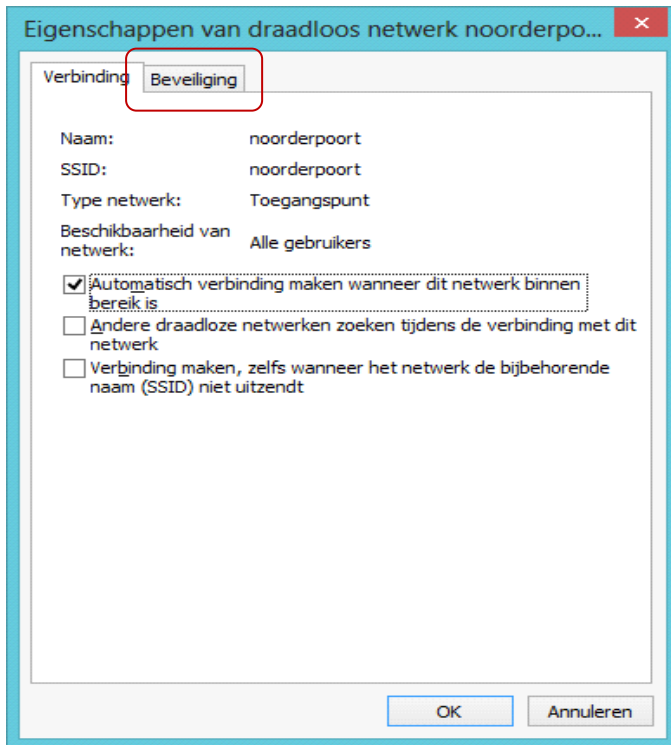 Eigenschappen van draadloos netwerk noorderpo...
Verbinding
Beveiliging
Naam: noorderpoort
SSID: noorderpoort
Type netwerk: Toegangspunt
Beschikbaarheid van
netwerk: Alle gebruikers
Automatisch verbinding maken wanneer dit netwerk binnen
bereik is
Andere draadloze netwerken zoeken tijdens de verbinding met dit
netwerk
Verbinding maken, zelfs wanneer het netwerk de bijbehorende
naam (SSID) niet uitzendt
OK
Annuleren